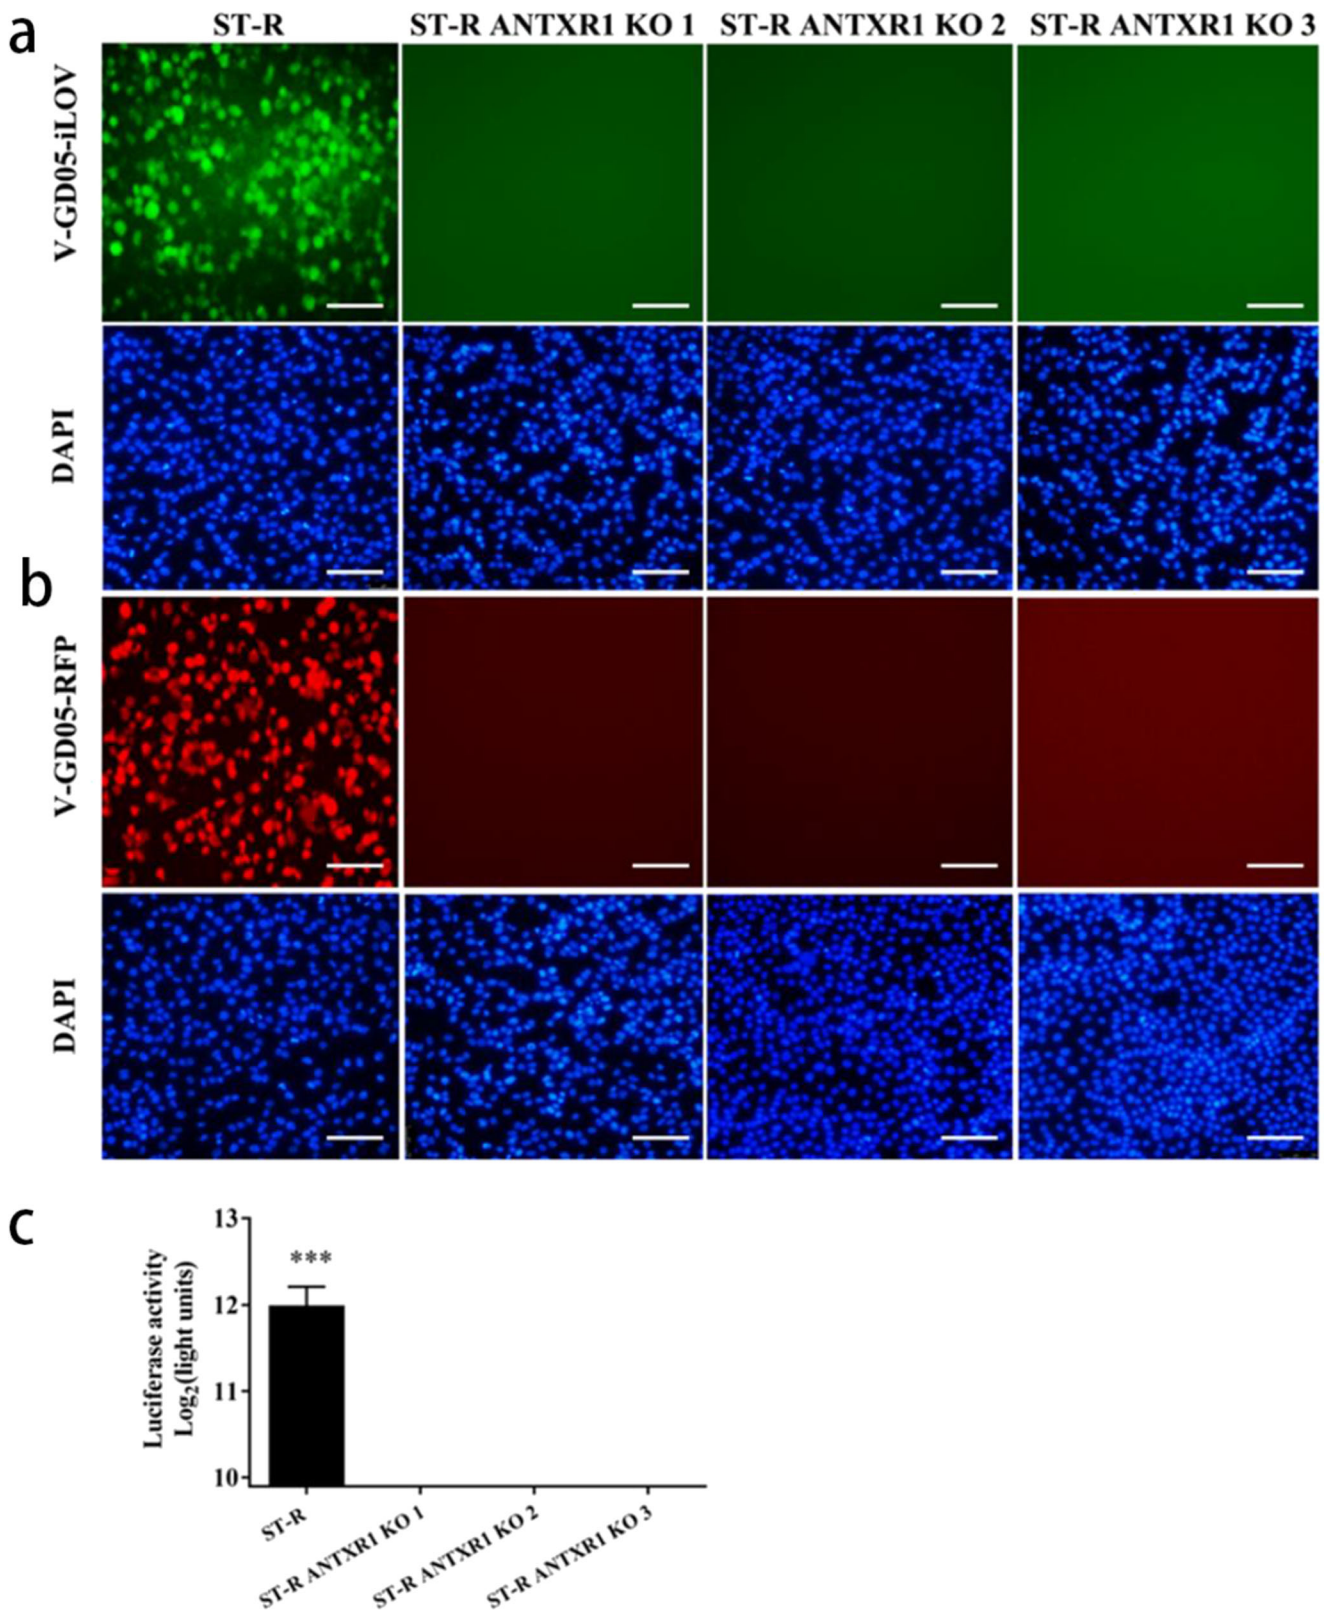 a
ST-R
ST-R ANTXR1 KO 1
ST-R ANTXR1 KO 2
ST-R ANTXR1 KO 3
V-GD05-iLOV
DAPI
b
V-GD05-RFP
DAPI
c
Luciferase activity
Log₂(light units)
13
12
11
10
***
ST-R
ST-R ANTXR1 KO 1
ST-R ANTXR1 KO 2
ST-R ANTXR1 KO 3